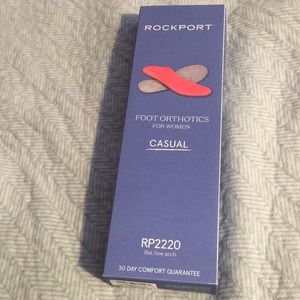 ROCKPORT
FOOT ORTHOTICS
FOR WOMEN
CASUAL
RP2220
flat/low arch
30 DAY COMFORT GUARANTEE